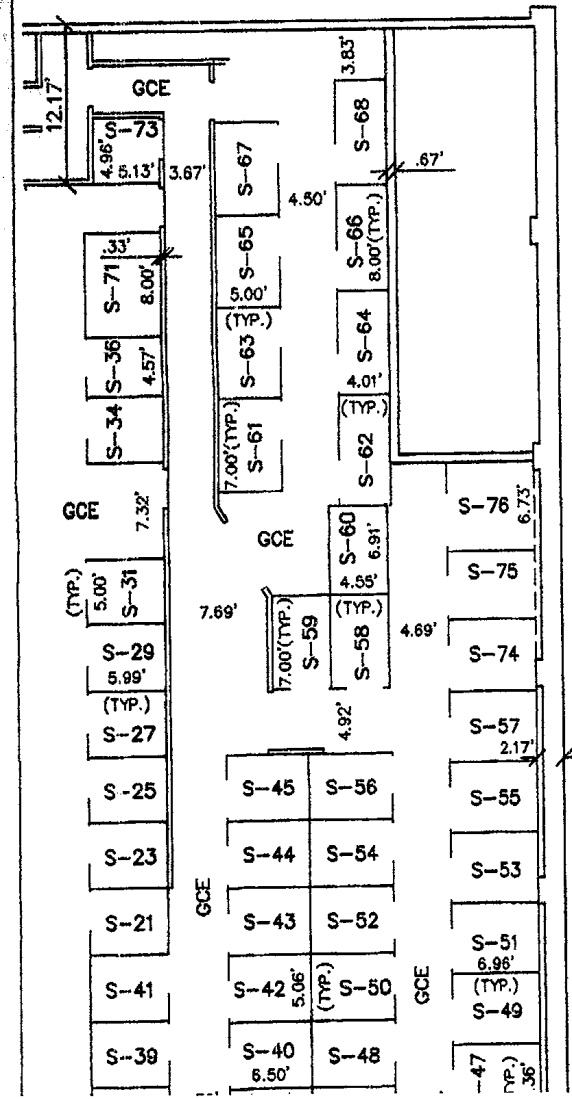 GCE
3.83'
12.17'
S-73
4.96'
5.13'
3.67'
S-67
S-68
.67'
4.50'
.33'
S-71
8.00'
S-65
5.00'
(TYP.)
S-66
8.00'(TYP.)
S-36
4.57'
S-63
S-64
4.01'
(TYP.)
S-34
7.00'(TYP.)
S-61
S-62
GCE
7.32'
GCE
S-60
6.91'
4.55'
(TYP.)
S-76
6.73'
S-75
(TYP.)
5.00'
S-31
7.69'
7.00'(TYP.)
S-59
S-58
4.69'
S-74
S-29
5.99'
(TYP.)
S-27
4.92'
S-57
2.17'
S-25
S-45
S-56
S-55
S-23
S-44
S-54
S-53
GCE
S-21
S-43
S-52
S-51
6.96'
(TYP.)
S-41
S-42
5.06'
(TYP.)
S-50
GCE
S-49
S-39
S-40
6.50'
S-48
-47
YP.)
36'